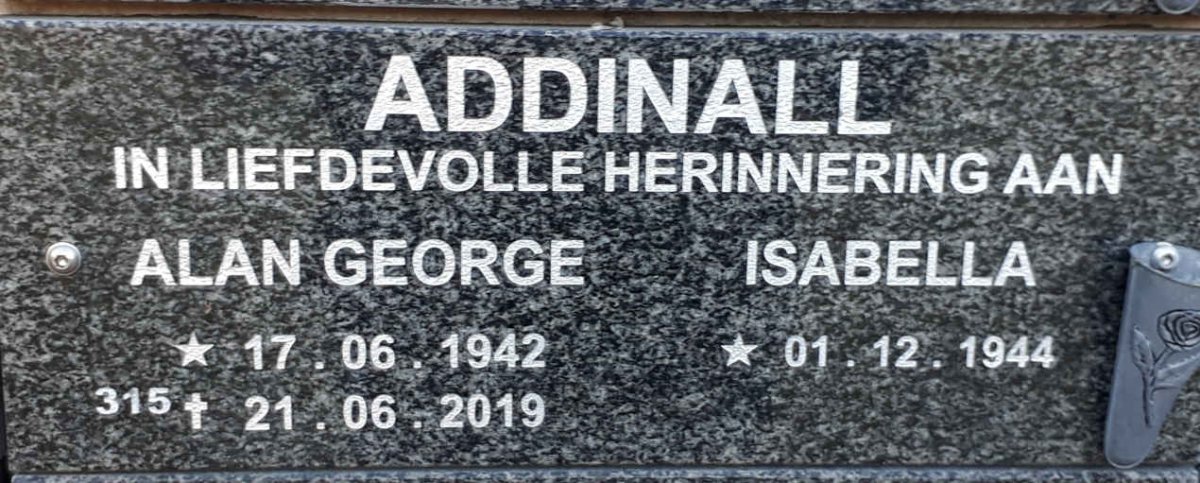 ADDINALL
IN LIEFDEVOLLE HERINNERING AAN
ALAN GEORGE ISABELLA
★ 17 . 06 . 1942 ★ 01 . 12 . 1944
315 ✝ 21 . 06 . 2019